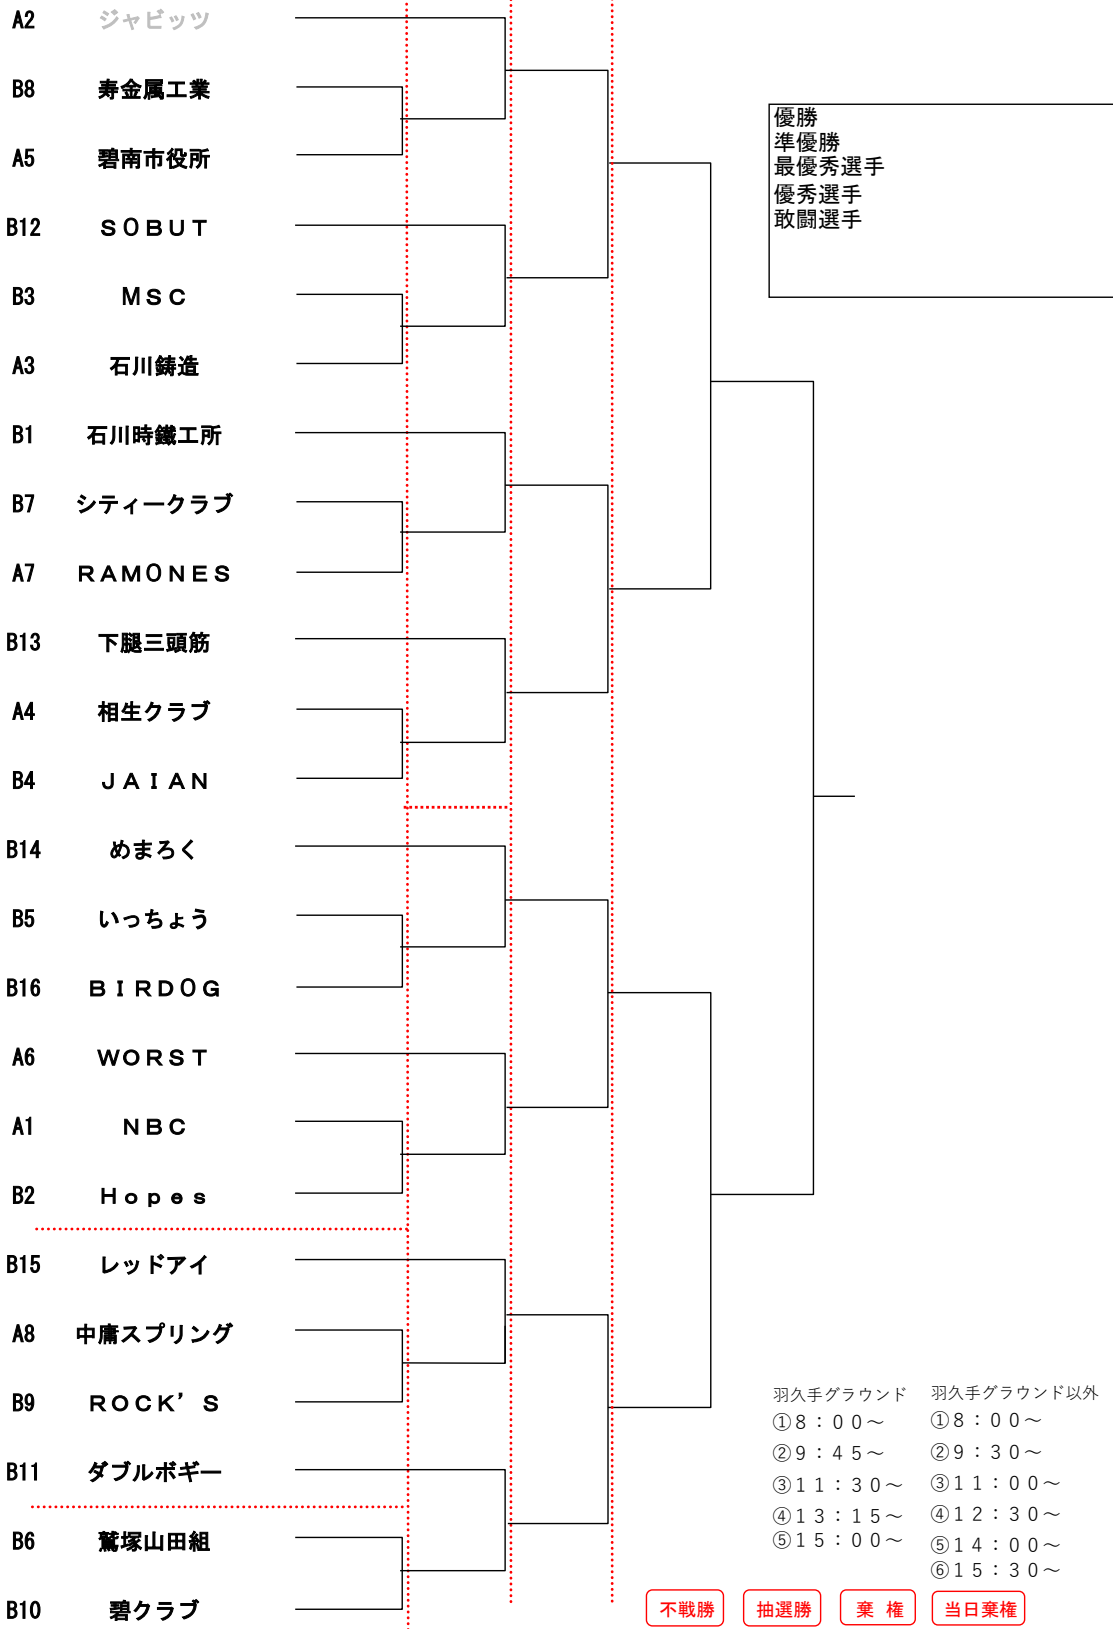 A2 ジャビッツ
B8 寿金属工業
A5 碧南市役所
B12 ＳＯＢＵＴ
B3 ＭＳＣ
A3 石川鋳造
B1 石川時鐵工所
B7 シティークラブ
A7 ＲＡＭＯＮＥＳ
B13 下腿三頭筋
A4 相生クラブ
B4 ＪＡＩＡＮ
B14 めまろく
B5 いっちょう
B16 ＢＩＲＤＯＧ
A6 ＷＯＲＳＴ
A1 ＮＢＣ
B2 Ｈｏｐｅｓ
B15 レッドアイ
A8 中庸スプリング
B9 ＲＯＣＫ’Ｓ
B11 ダブルボギー
B6 鷲塚山田組
B10 碧クラブ
優勝
準優勝
最優秀選手
優秀選手
敢闘選手
羽久手グラウンド
①８：００～
②９：４５～
③１１：３０～
④１３：１５～
⑤１５：００～
羽久手グラウンド以外
①８：００～
②９：３０～
③１１：００～
④１２：３０～
⑤１４：００～
⑥１５：３０～
不戦勝 抽選勝 棄 権 当日棄権